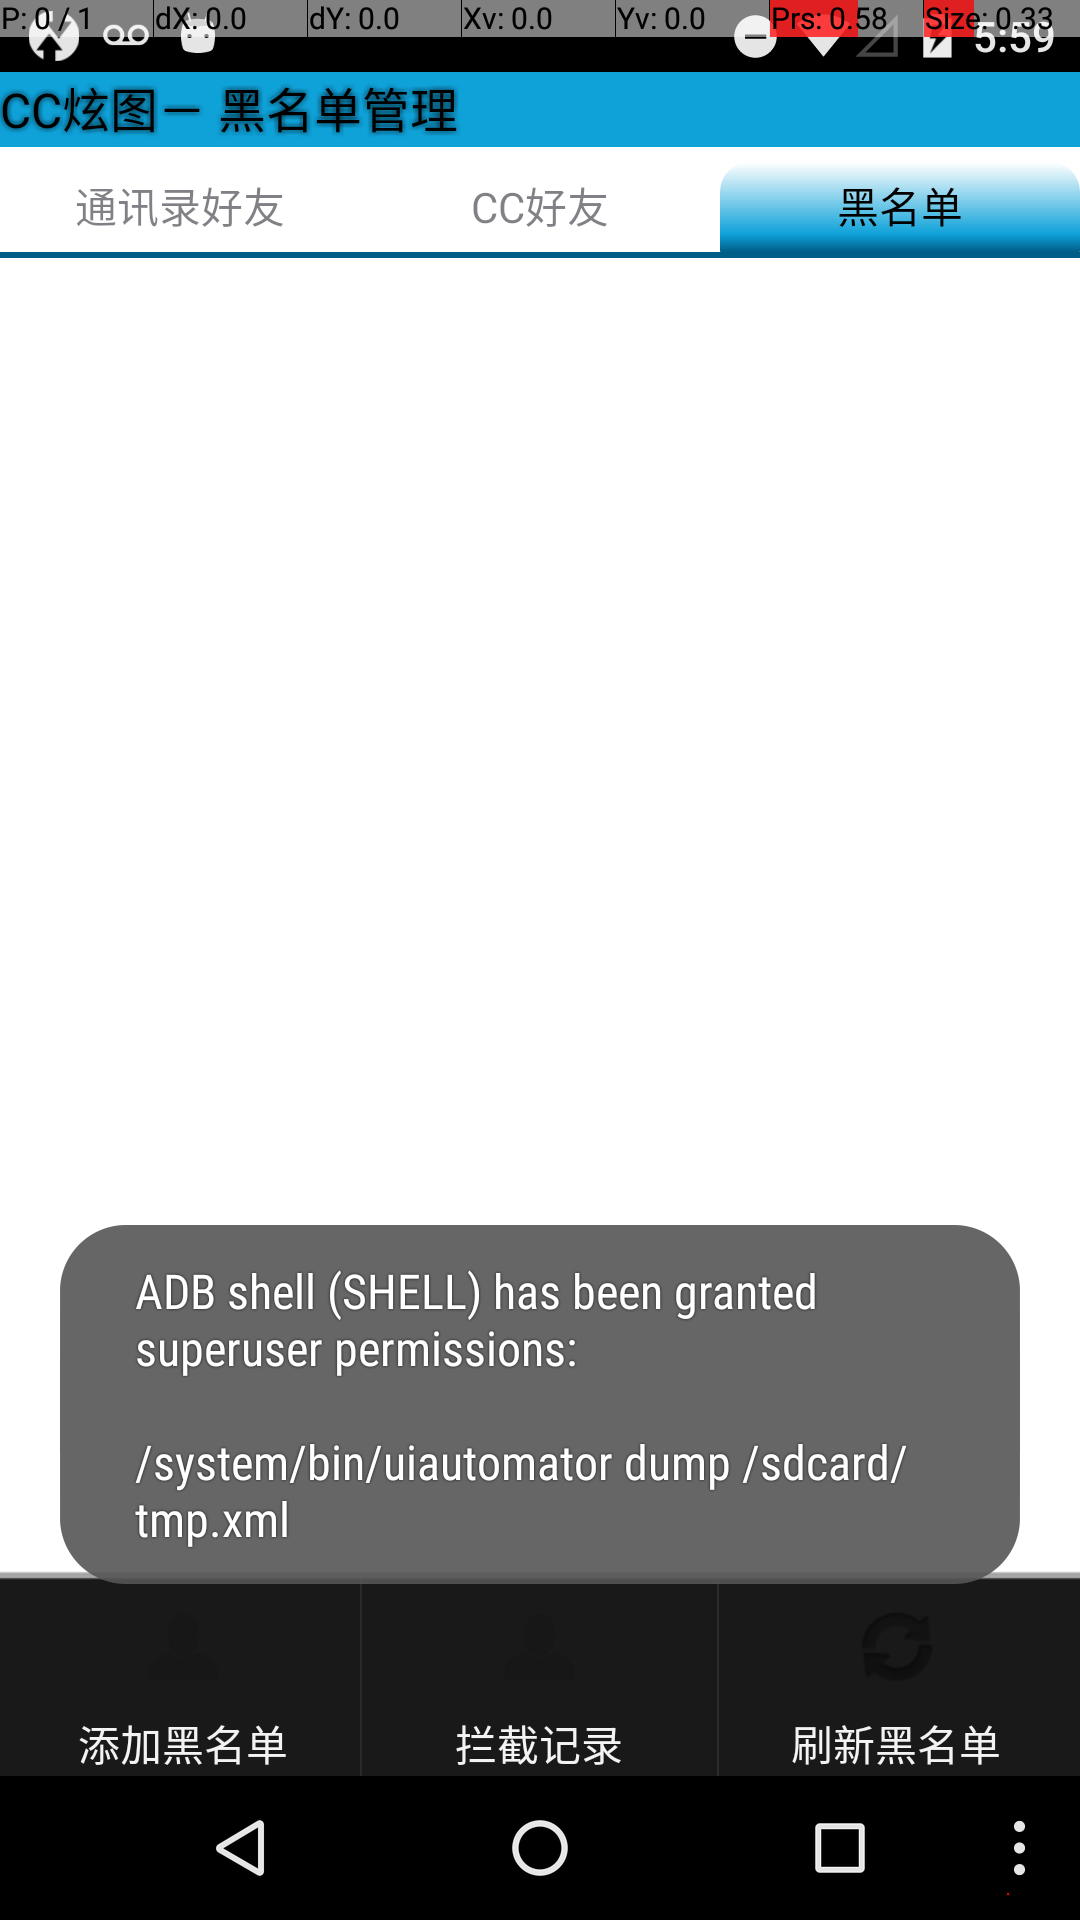 P: 0 / 1 dX: 0.0 dY: 0.0 Xv: 0.0 Yv: 0.0 Prs: 0.58 Size: 0.33
5:59
CC炫图－ 黑名单管理
通讯录好友 CC好友 黑名单
ADB shell (SHELL) has been granted
superuser permissions:
/system/bin/uiautomator dump /sdcard/
tmp.xml
添加黑名单 拦截记录 刷新黑名单